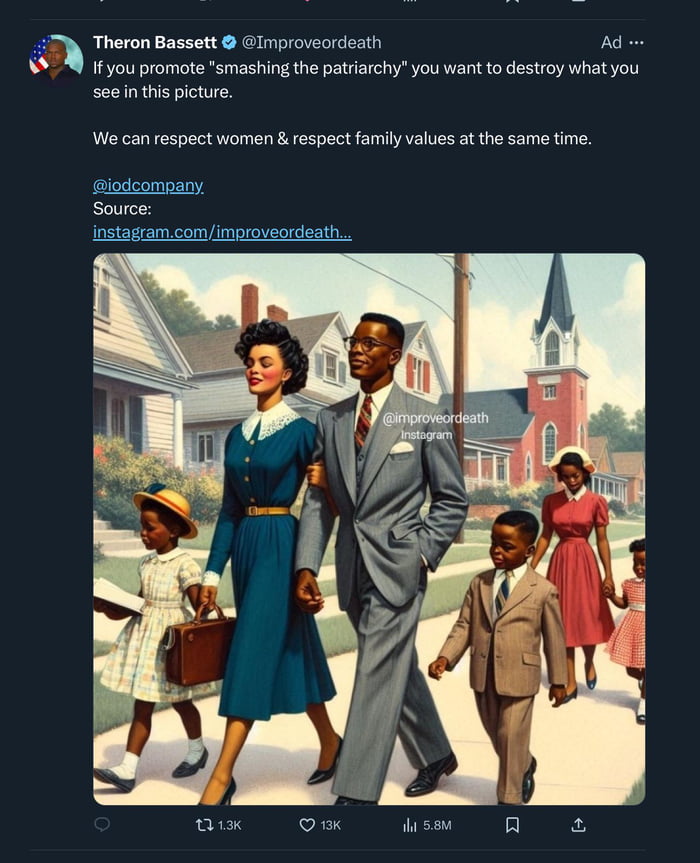 Theron Bassett @Improveordeath Ad
If you promote "smashing the patriarchy" you want to destroy what you
see in this picture.
We can respect women & respect family values at the same time.
@iodcompany
Source:
instagram.com/improveordeath...
@improveordeath
Instagram
1.3K 13K 5.8M